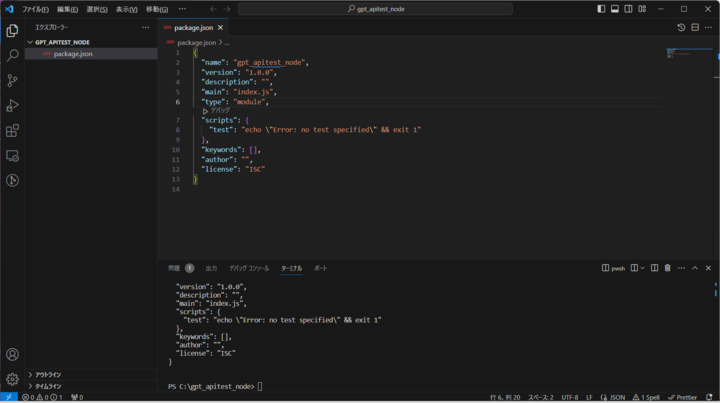 ファイル(F) 編集(E) 選択(S) 表示(V) 移動(G) ··· gpt_apitest_node
エクスプローラー ···
GPT_APITEST_NODE
package.json
アウトライン
タイムライン
package.json ×
package.json > ...
1 {
2 "name": "gpt_apitest_node",
3 "version": "1.0.0",
4 "description": "",
5 "main": "index.js",
6 "type": "module",
デバッグ
7 "scripts": {
8 "test": "echo \"Error: no test specified\" && exit 1"
9 },
10 "keywords": [],
11 "author": "",
12 "license": "ISC"
13 }
14
問題 1 出力 デバッグ コンソール ターミナル ポート pwsh
"version": "1.0.0",
"description": "",
"main": "index.js",
"scripts": {
"test": "echo \"Error: no test specified\" && exit 1"
},
"keywords": [],
"author": "",
"license": "ISC"
}
PS C:\gpt_apitest_node>
0 0 1 0 行 6, 列 20 スペース: 2 UTF-8 LF JSON 1 Spell Prettier